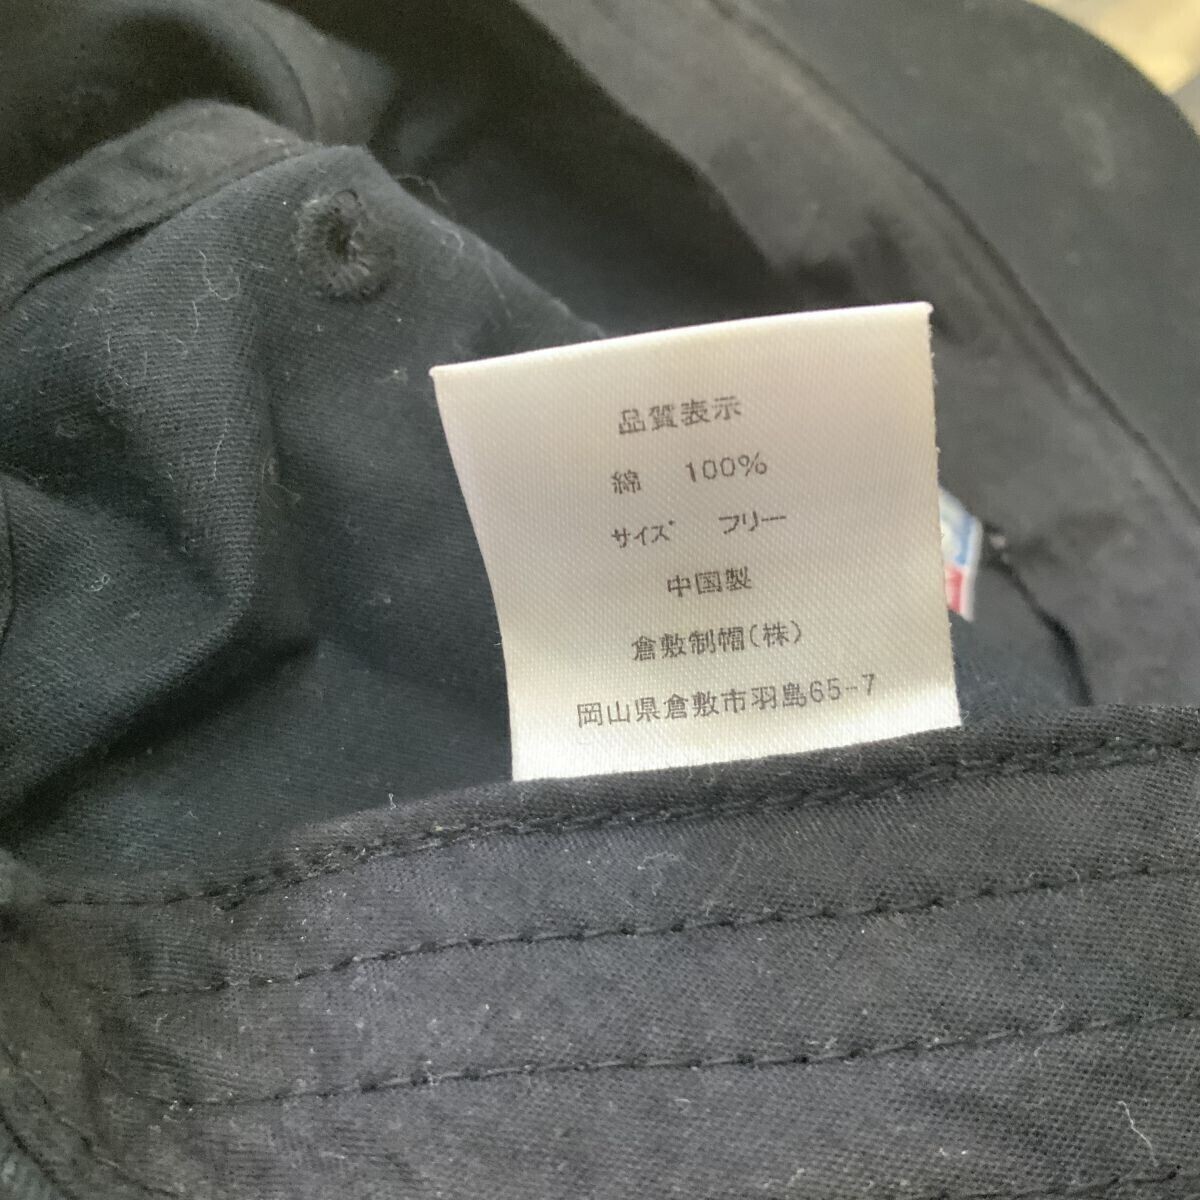 品質表示
綿 100%
サイズ フリー
中国製
倉敷制帽(株)
岡山県倉敷市羽島65-7